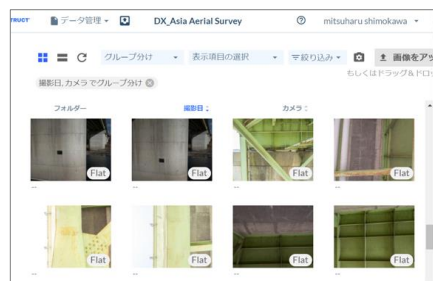 TRUCT データ管理 DX_Asia Aerial Survey mitsuharu shimokawa
グループ分け 表示項目の選択 絞り込み 画像をアッ
もしくはドラッグ&ドロッ
撮影日, カメラ でグループ分け
フォルダー 撮影日 カメラ
Flat Flat Flat Flat
... ... ... ...
Flat Flat Flat Flat
... ... ... ...